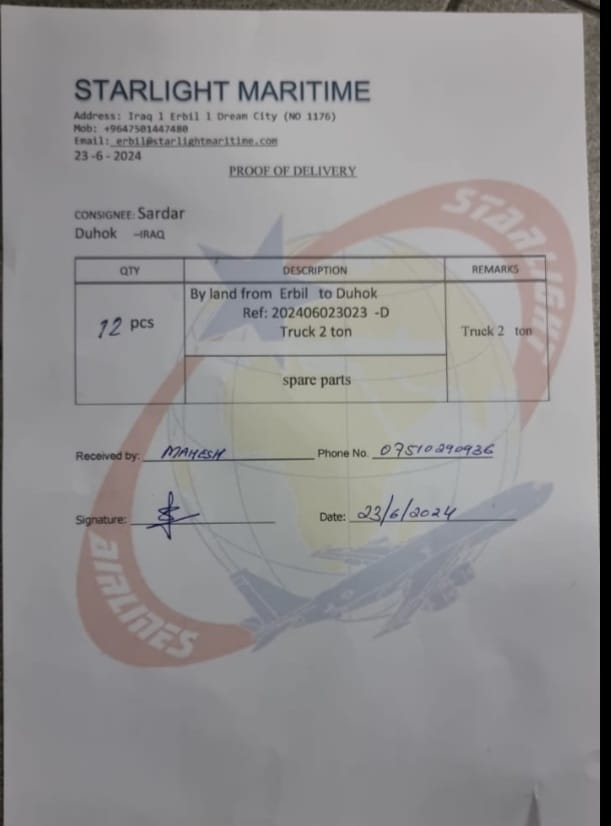 STARLIGHT MARITIME
Address: Iraq l Erbil l Dream City (NO 1176)
Mob: +9647501447480
Email: erbil@starlightmaritime.com
23-6-2024
PROOF OF DELIVERY
CONSIGNEE: Sardar
Duhok -IRAQ
QTY DESCRIPTION REMARKS
12 pcs
By land from Erbil to Duhok
Ref: 202406023023 -D
Truck 2 ton
Truck 2 ton
spare parts
Received by: MAHESH Phone No. 07510290936
Signature: Date: 23/6/2024
STARLIGHT
AIRLINES